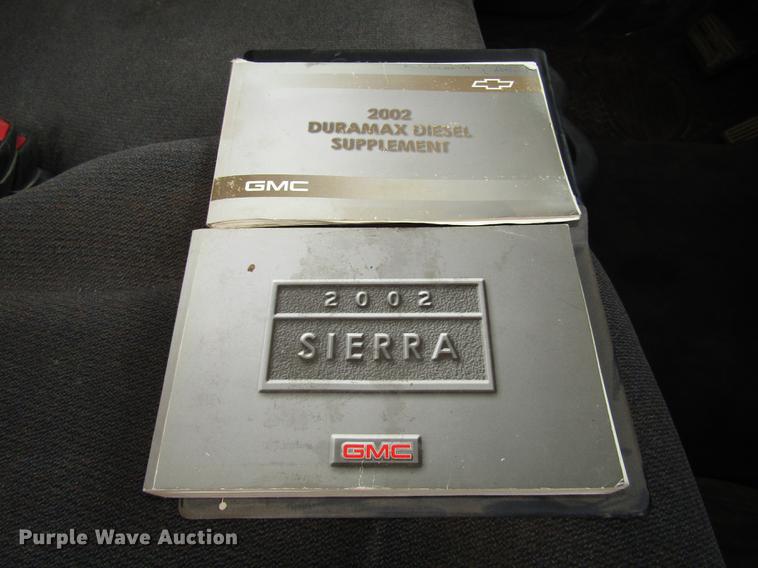 2002
DURAMAX DIESEL
SUPPLEMENT
GMC
2002
SIERRA
GMC
Purple Wave Auction